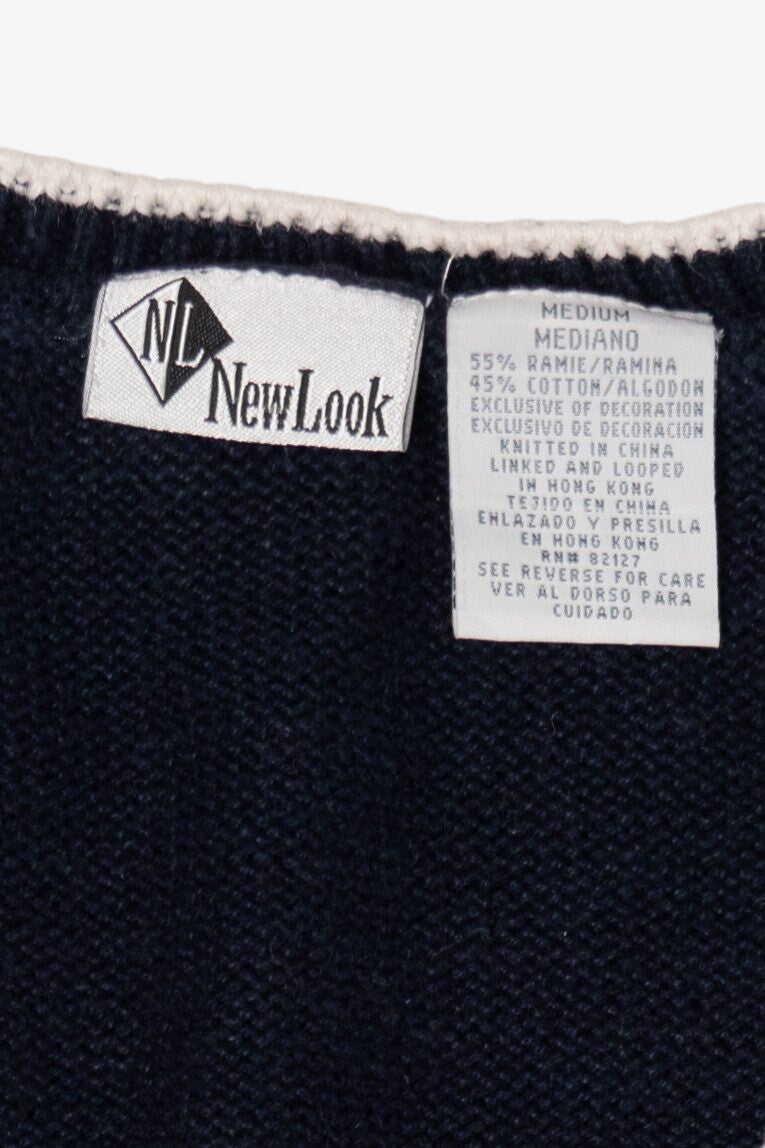 NL
NewLook
MEDIUM
MEDIANO
55% RAMIE/RAMINA
45% COTTON/ALGODON
EXCLUSIVE OF DECORATION
EXCLUSIVO DE DECORACION
KNITTED IN CHINA
LINKED AND LOOPED
IN HONG KONG
TEJIDO EN CHINA
ENLAZADO Y PRESILLA
EN HONG KONG
RN# 82127
SEE REVERSE FOR CARE
VER AL DORSO PARA
CUIDADO